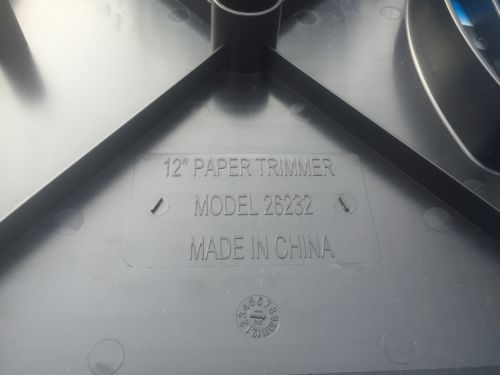 12" PAPER TRIMMER
MODEL 26232
MADE IN CHINA